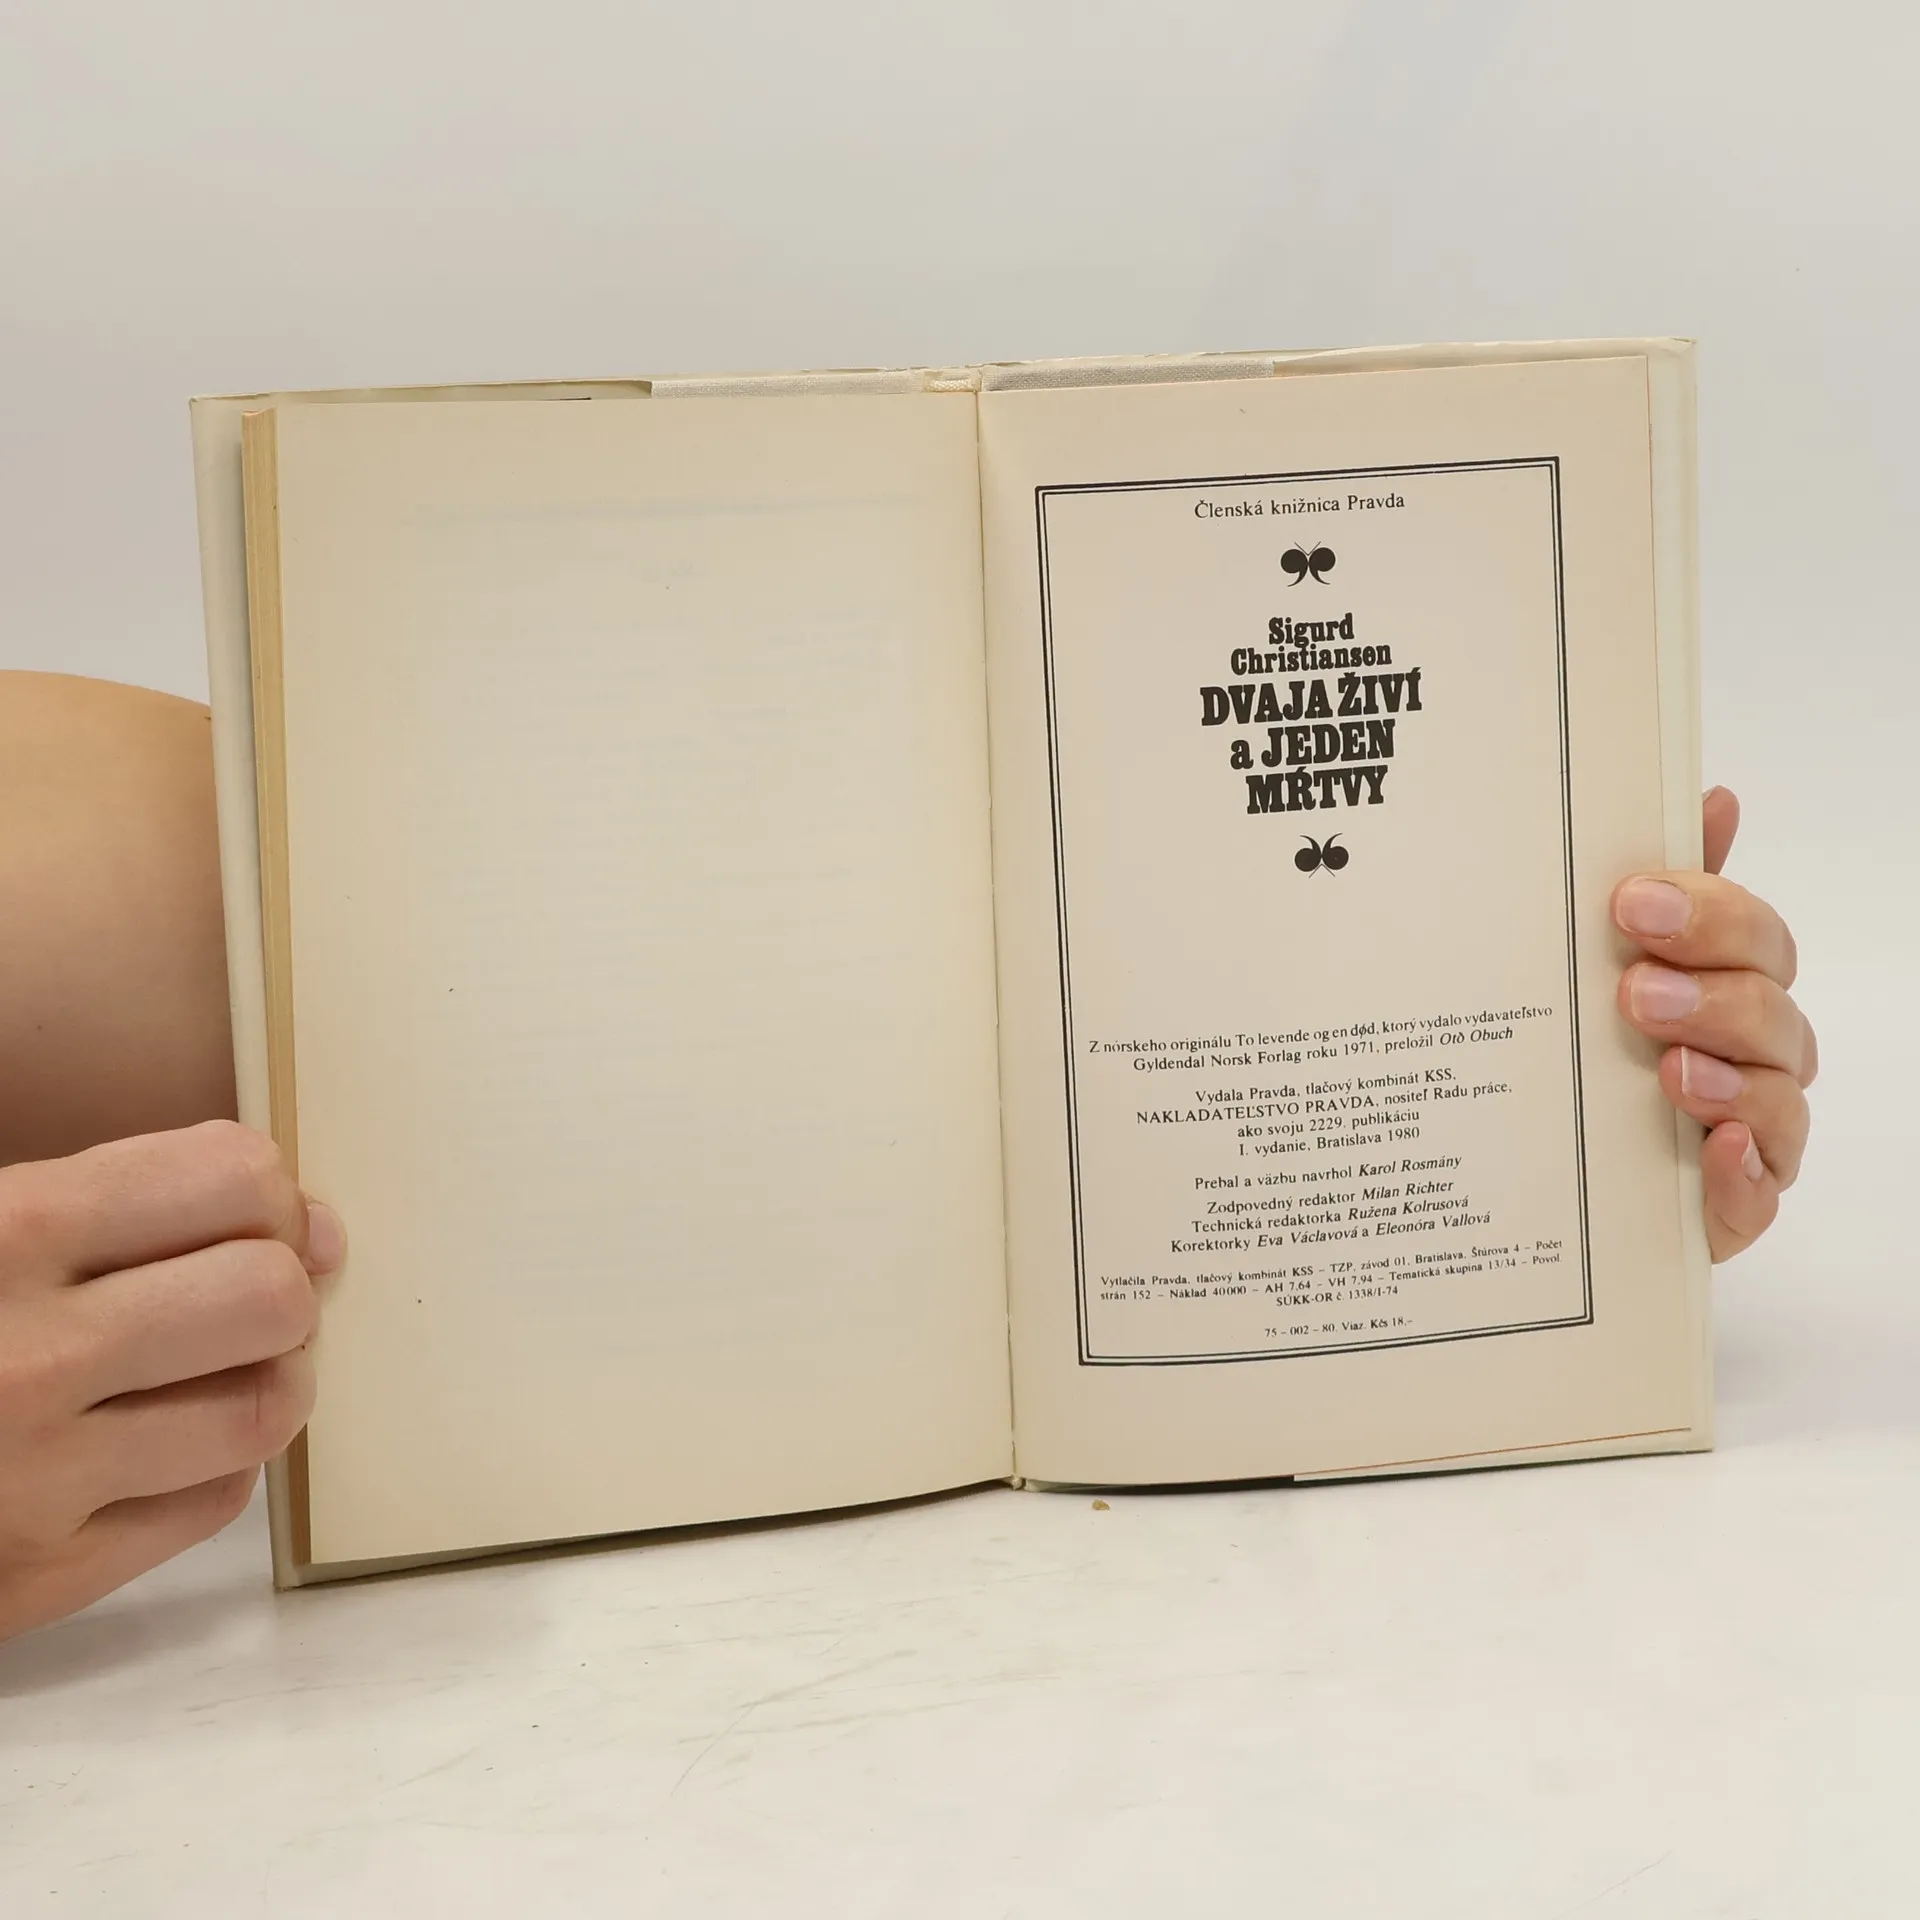 Členská knižnica Pravda
Sigurd
Christiansen
DVAJA ŽIVÍ
a JEDEN
MŔTVY
Z nórskeho originálu To levende og en død, ktorý vydalo vydavateľstvo
Gyldendal Norsk Forlag roku 1971, preložil Otò Obuch
Vydala Pravda, tlačový kombinát KSS,
NAKLADATEĽSTVO PRAVDA, nositeľ Radu práce,
ako svoju 2229. publikáciu
I. vydanie, Bratislava 1980
Prebal a väzbu navrhol Karol Rosmány
Zodpovedný redaktor Milan Richter
Technická redaktorka Ružena Kolrusová
Korektorky Eva Václavová a Eleonóra Vallová
Vytlačila Pravda, tlačový kombinát KSS – TZP, závod 01, Bratislava, Štúrova 4 – Počet
strán 152 – Náklad 40000 – AH 7,64 – VH 7,94 – Tematická skupina 13/34 – Povol.
SÚKK-OR č. 1338/I-74
75 – 002 – 80. Viaz. Kčs 18,–